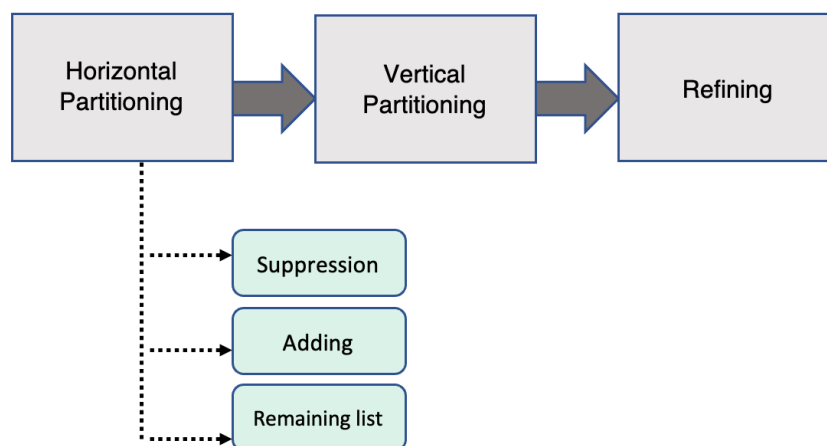 Horizontal
Partitioning
Vertical
Partitioning
Refining
Suppression
Adding
Remaining list